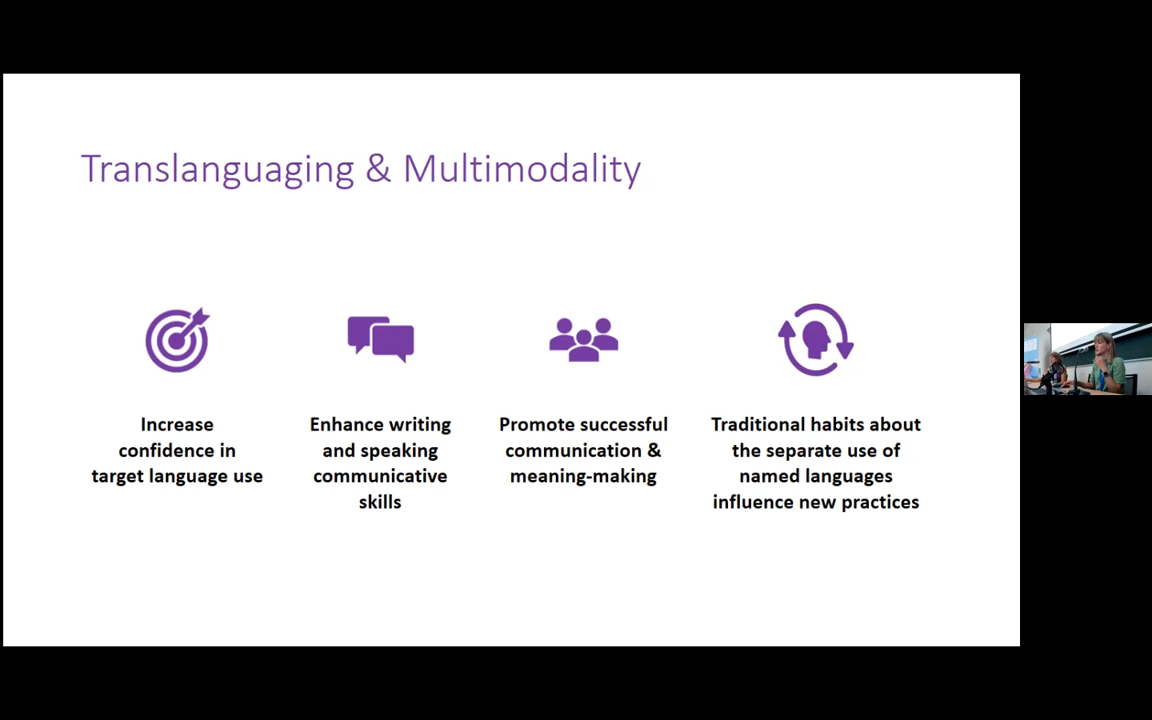 Translanguaging & Multimodality
Increase
confidence in
target language use
Enhance writing
and speaking
communicative
skills
Promote successful
communication &
meaning-making
Traditional habits about
the separate use of
named languages
influence new practices